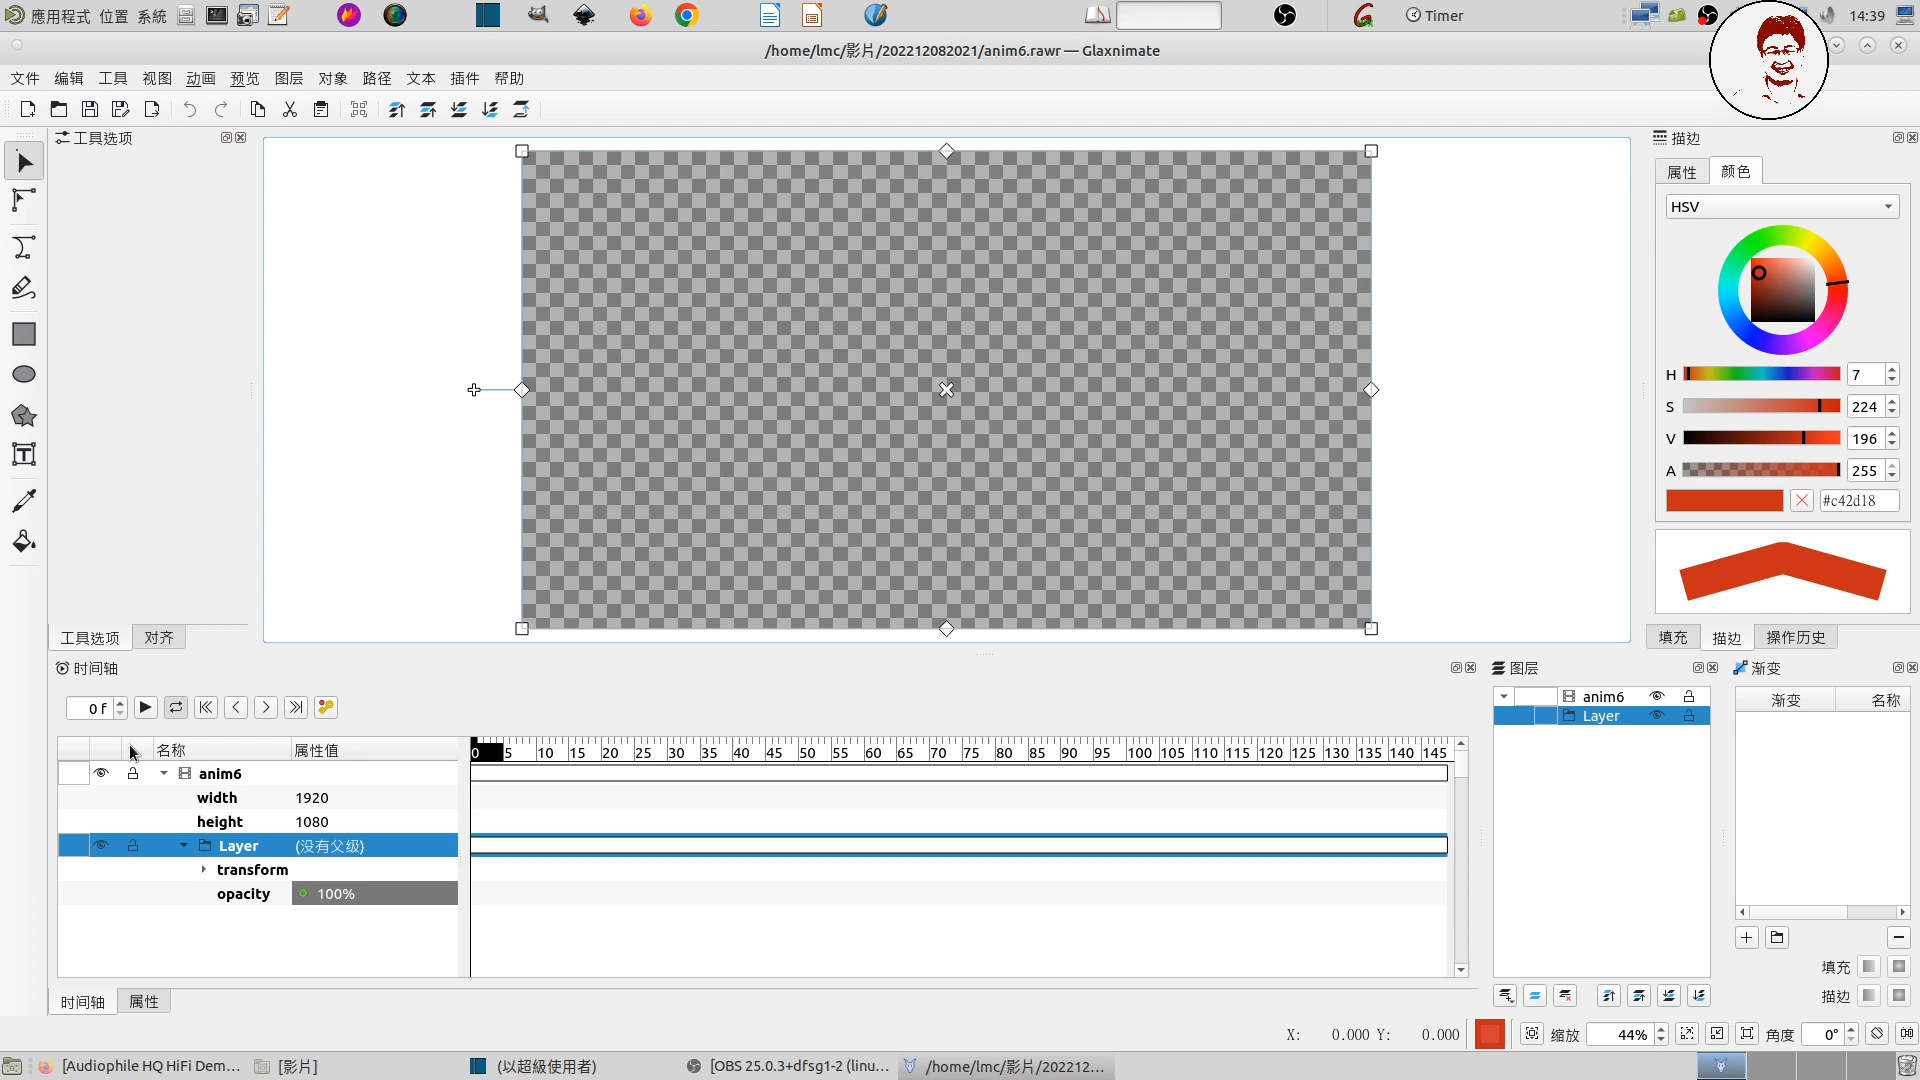 應用程式 位置 系統 Timer 14:39
/home/lmc/影片/202212082021/anim6.rawr — Glaxnimate
文件 编辑 工具 视图 动画 预览 图层 对象 路径 文本 插件 帮助
工具选项
描边
属性 颜色
HSV
H 7
S 224
V 196
A 255
#c42d18
工具选项 对齐
填充 描边 操作历史
时间轴
图层
渐变
0 f
anim6
Layer
渐变 名称
名称 属性值
0 5 10 15 20 25 30 35 40 45 50 55 60 65 70 75 80 85 90 95 100 105 110 115 120 125 130 135 140 145
anim6
width 1920
height 1080
Layer (没有父级)
transform
opacity 100%
填充
描边
时间轴 属性
X: 0.000 Y: 0.000 缩放 44% 角度 0°
[Audiophile HQ HiFi Dem... [影片] (以超級使用者) [OBS 25.0.3+dfsg1-2 (linu... /home/lmc/影片/202212...